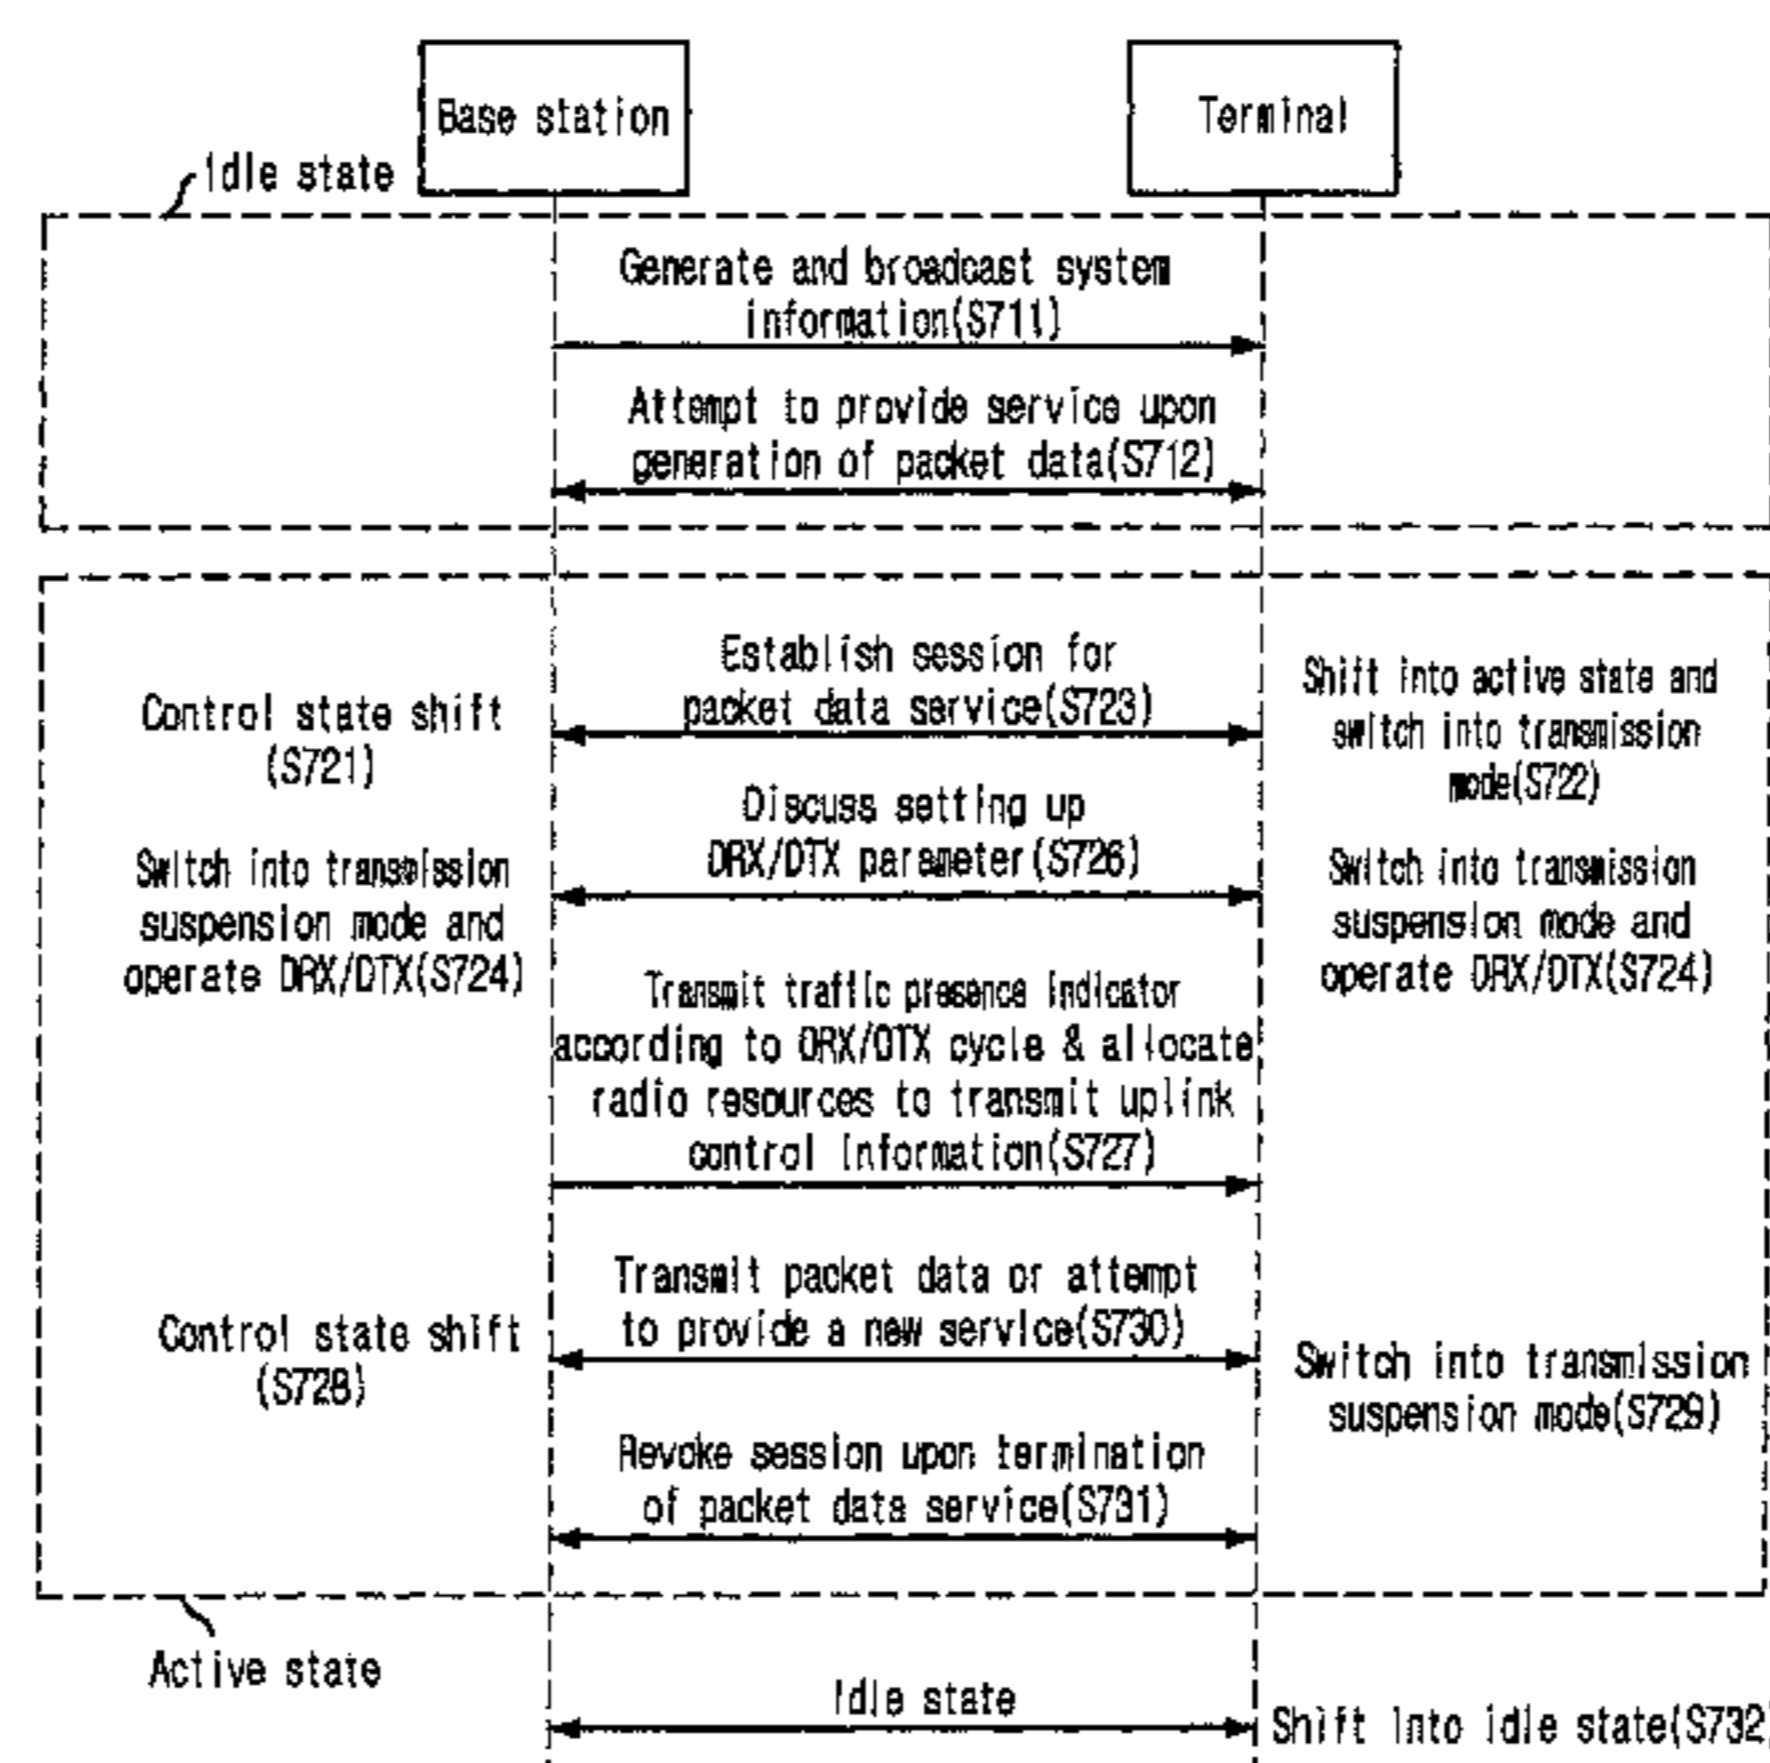 Base station
Terminal
Idle state
Generate and broadcast system
information(S711)
Attempt to provide service upon
generation of packet data(S712)
Establish session for
packet data service(S723)
Control state shift
(S721)
Shift into active state and
switch into transmission
mode(S722)
Discuss setting up
DRX/DTX parameter(S726)
Switch into transmission
suspension mode and
operate DRX/DTX(S724)
Switch into transmission
suspension mode and
operate DRX/DTX(S724)
Transmit traffic presence indicator
according to DRX/DTX cycle & allocate
radio resources to transmit uplink
control information(S727)
Transmit packet data or attempt
to provide a new service(S730)
Control state shift
(S728)
Switch into transmission
suspension mode(S729)
Revoke session upon termination
of packet data service(S731)
Active state
Idle state
Shift into idle state(S732)